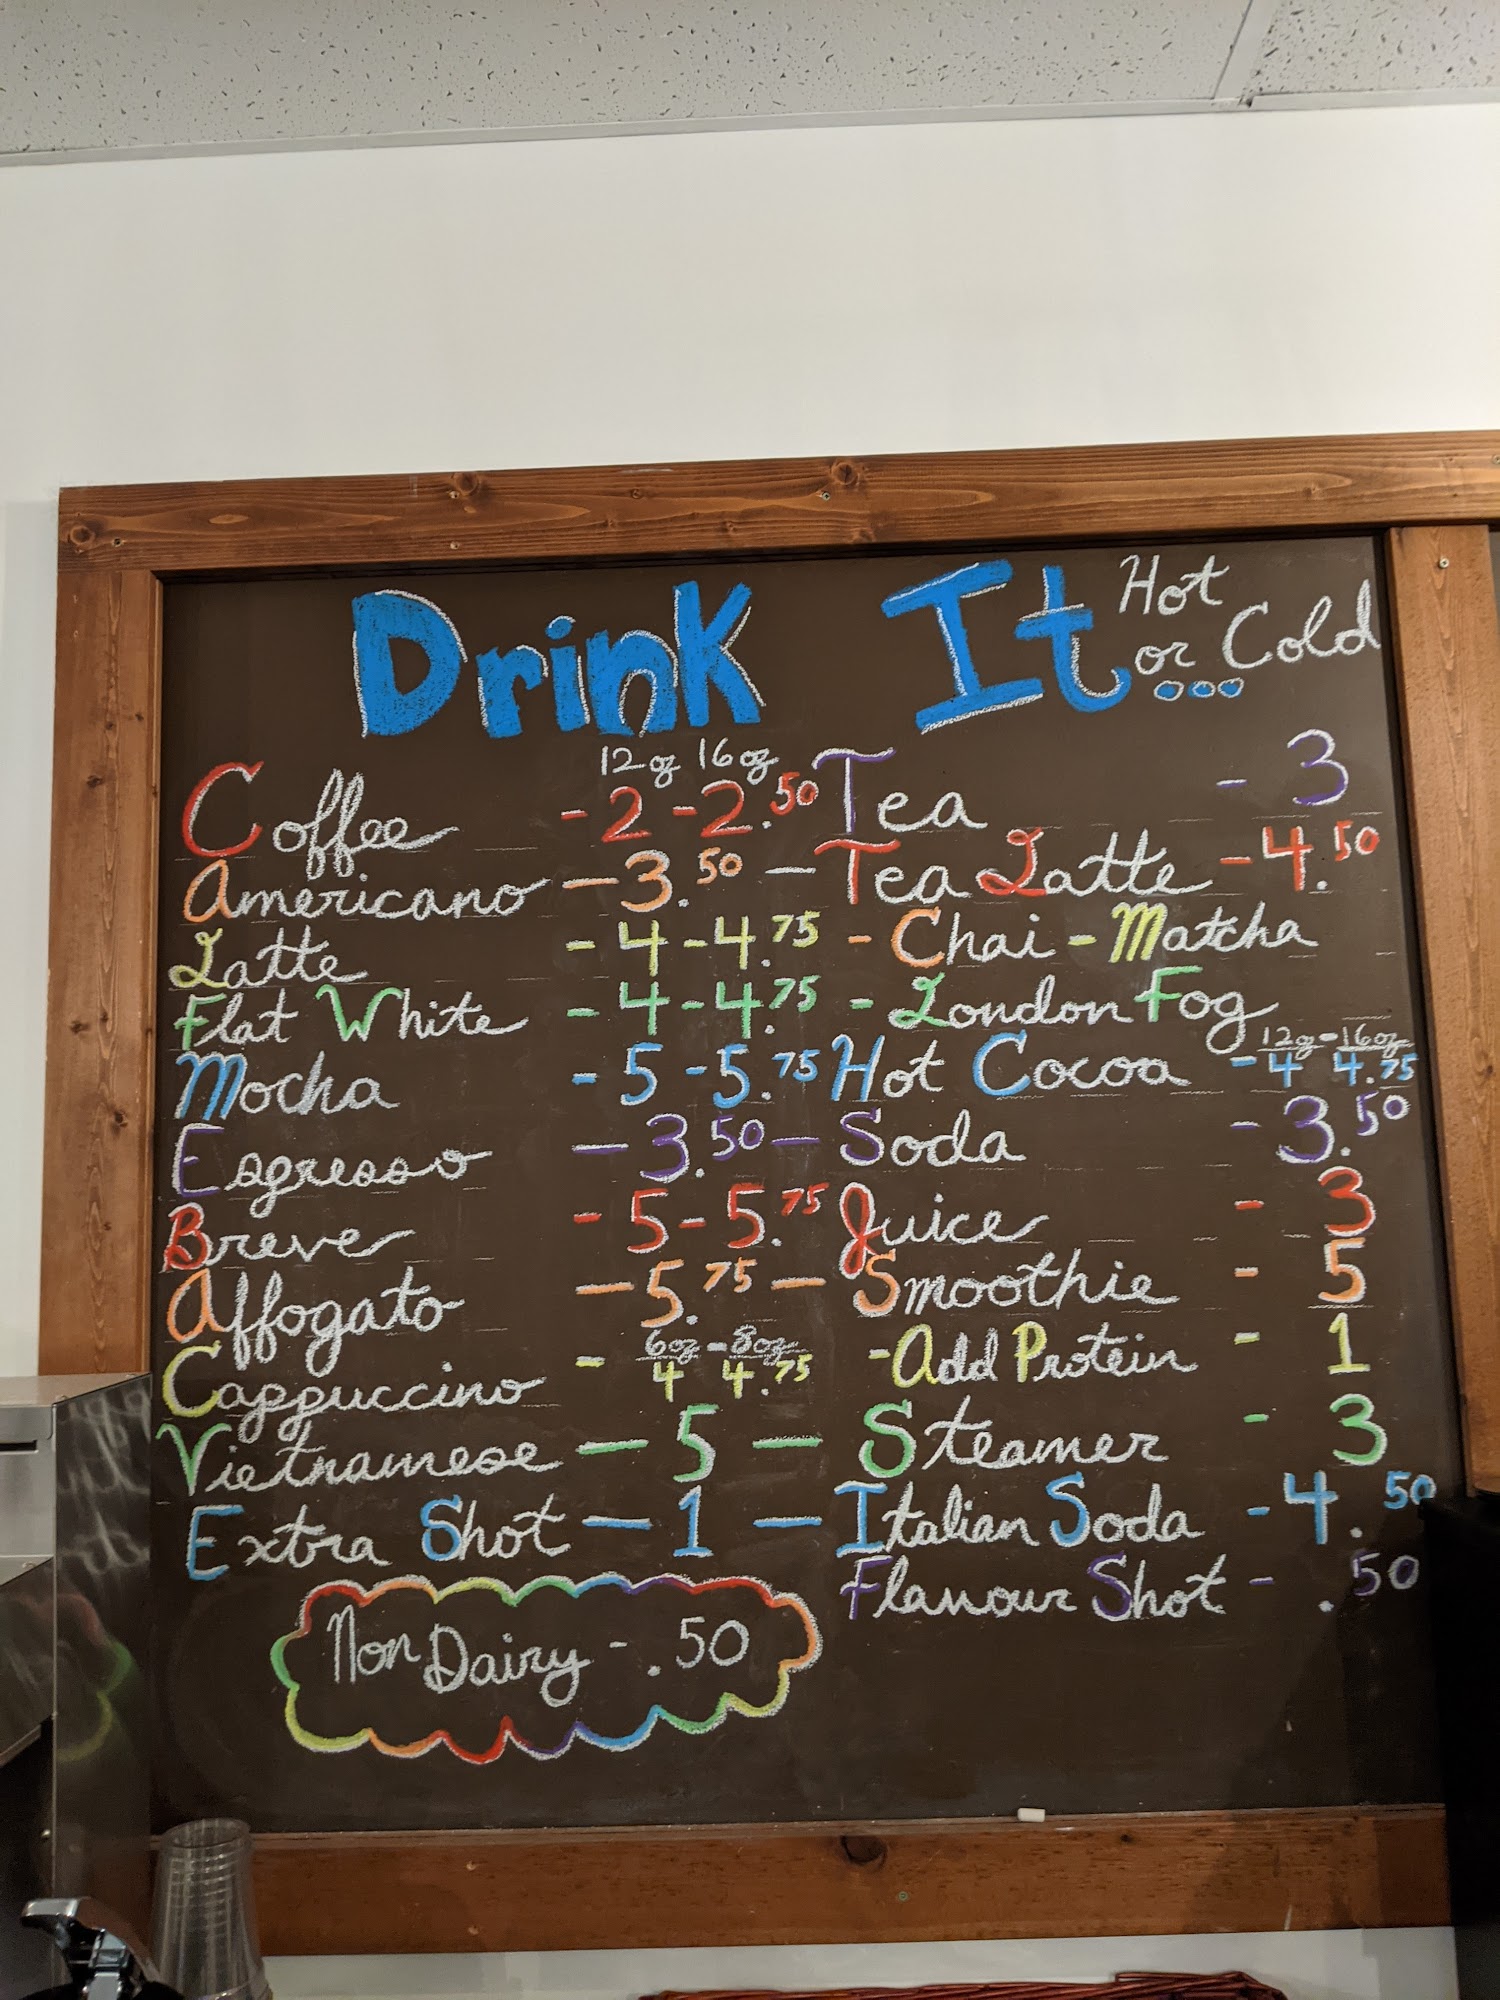 Drink It Hot
or Cold
12oz 16oz
Coffee - 2 - 2.50
Americano - 3.50 -
Latte - 4 - 4.75
Flat White - 4 - 4.75
Mocha - 5 - 5.75
Espresso - 3.50 -
Breve - 5 - 5.75
Affogato - 5.75 -
6oz - 8oz
Cappuccino - 4 4.75
Vietnamese - 5 -
Extra Shot - 1 -
Non Dairy - .50
Tea - 3
Tea Latte - 4.50
- Chai - Matcha
- London Fog
12oz - 16oz
Hot Cocoa - 4 4.75
Soda - 3.50
Juice - 3
Smoothie - 5
- Add Protein - 1
Steamer - 3
Italian Soda - 4.50
Flavour Shot - .50